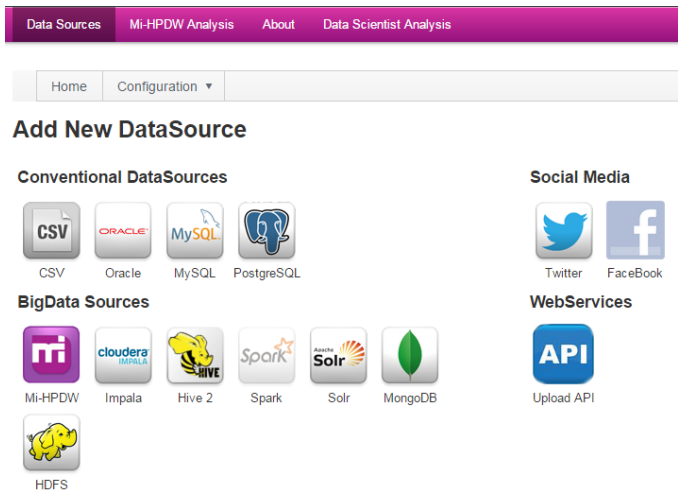 Data Sources Mi-HPDW Analysis About Data Scientist Analysis
Home Configuration ▼
Add New DataSource
Conventional DataSources
CSV
ORACLE
MySQL
CSV Oracle MySQL PostgreSQL
Social Media
f
Twitter FaceBook
BigData Sources
mi
cloudera
IMPALA
HIVE
Spark
Apache
Solr
Mi-HPDW Impala Hive 2 Spark Solr MongoDB
HDFS
WebServices
API
Upload API